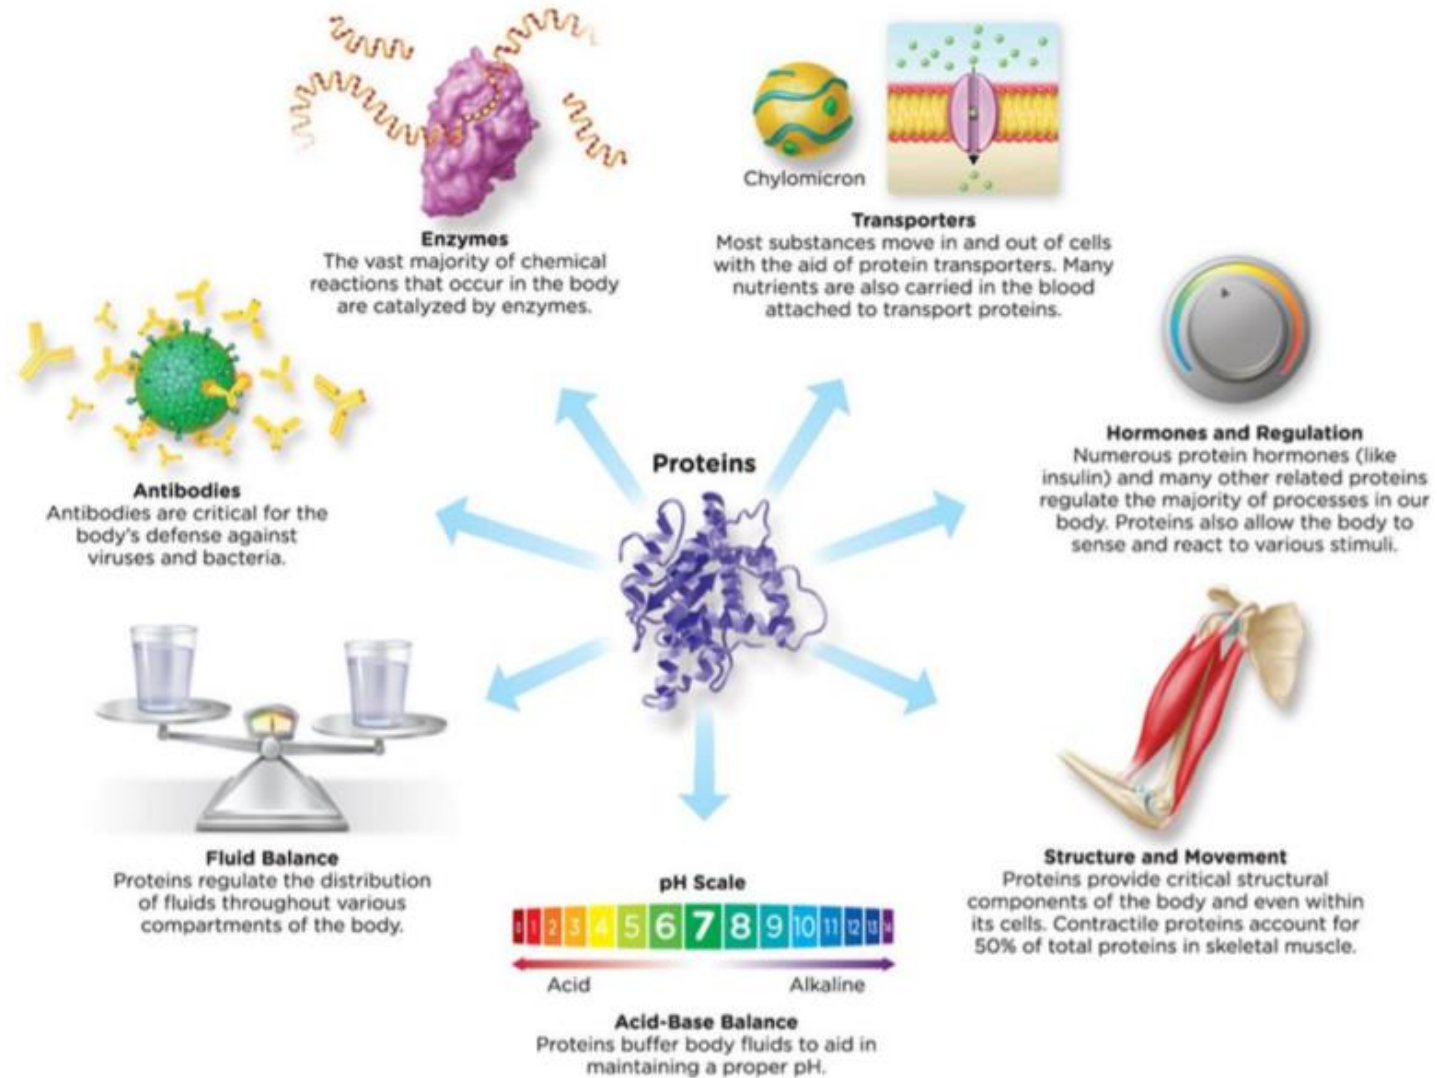 Chylomicron
Enzymes
The vast majority of chemical
reactions that occur in the body
are catalyzed by enzymes.
Transporters
Most substances move in and out of cells
with the aid of protein transporters. Many
nutrients are also carried in the blood
attached to transport proteins.
Antibodies
Antibodies are critical for the
body's defense against
viruses and bacteria.
Proteins
Hormones and Regulation
Numerous protein hormones (like
insulin) and many other related proteins
regulate the majority of processes in our
body. Proteins also allow the body to
sense and react to various stimuli.
Fluid Balance
Proteins regulate the distribution
of fluids throughout various
compartments of the body.
pH Scale
0 1 2 3 4 5 6 7 8 9 10 11 12 13 14
Acid Alkaline
Acid-Base Balance
Proteins buffer body fluids to aid in
maintaining a proper pH.
Structure and Movement
Proteins provide critical structural
components of the body and even within
its cells. Contractile proteins account for
50% of total proteins in skeletal muscle.